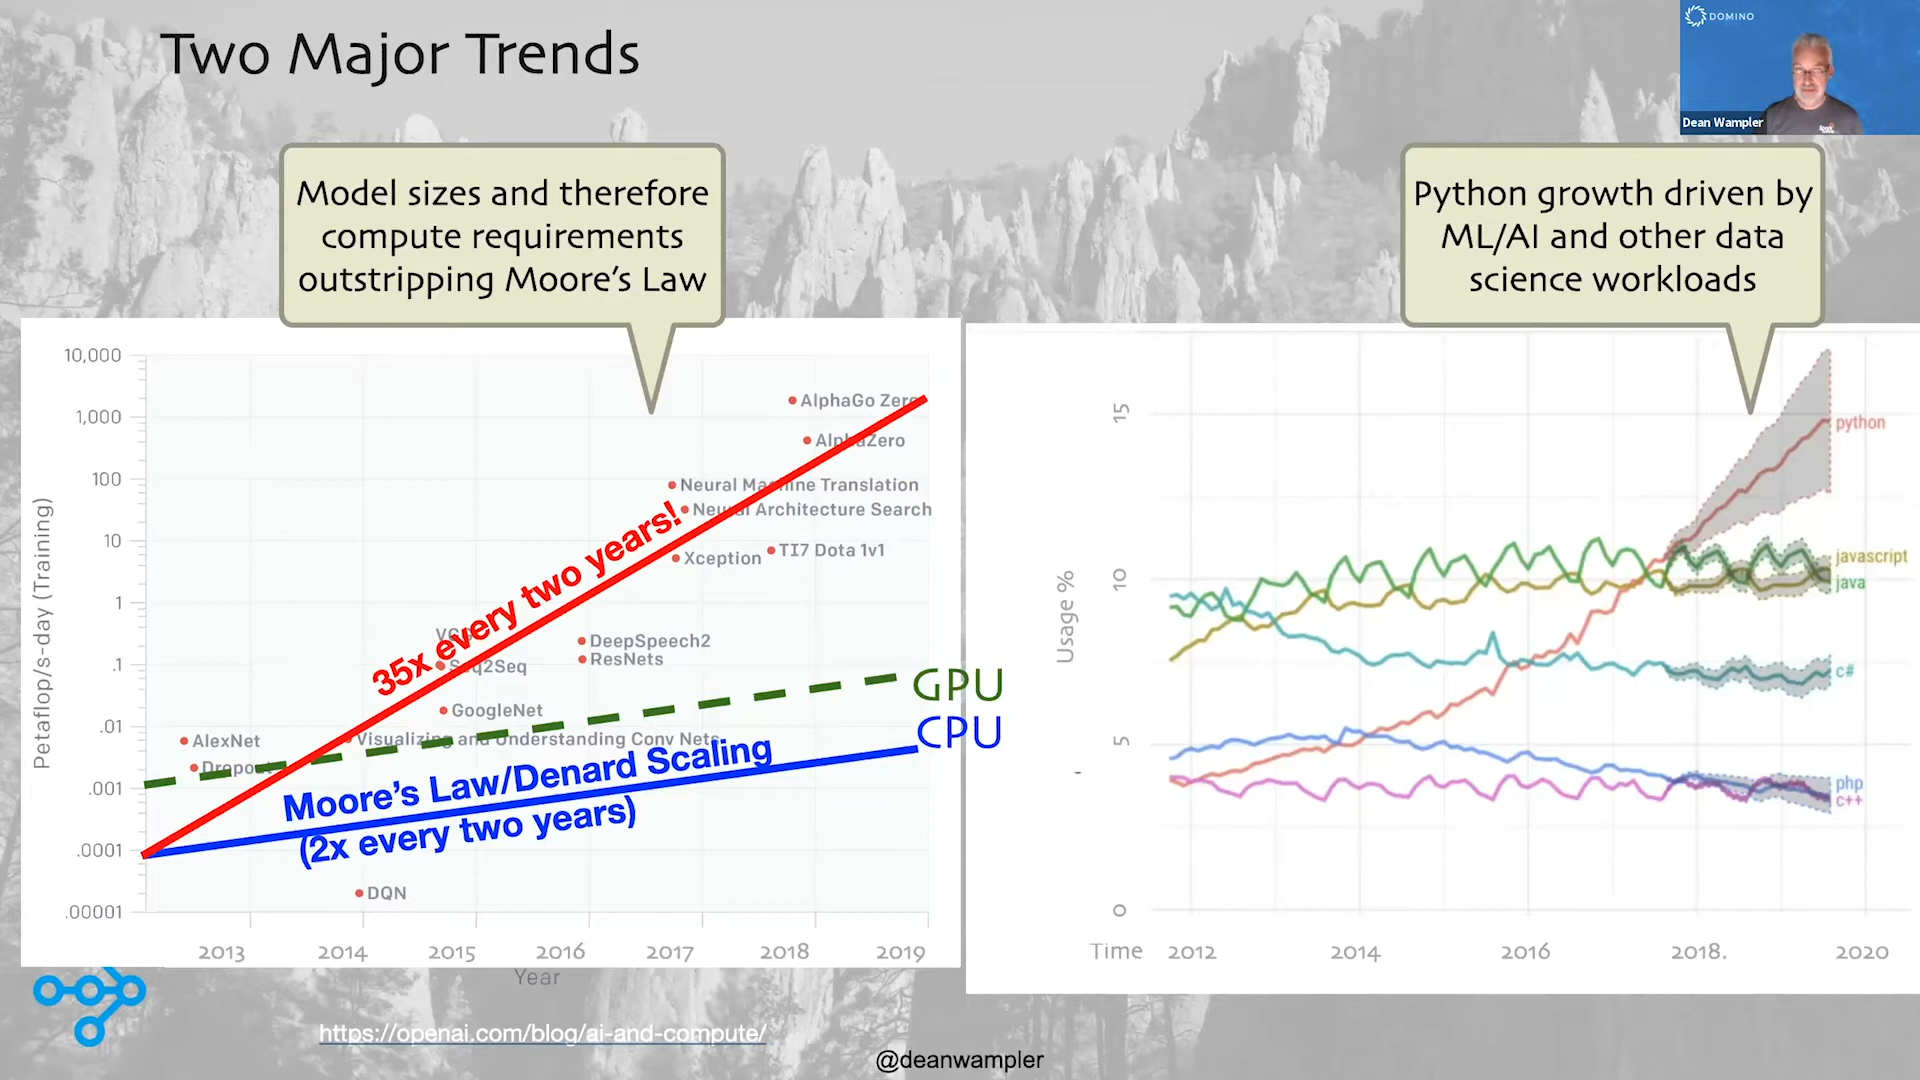 Two Major Trends
DOMINO
Dean Wampler
Model sizes and therefore
compute requirements
outstripping Moore's Law
Python growth driven by
ML/AI and other data
science workloads
10,000
1,000
100
10
1
.1
.01
.001
.0001
.00001
Petaflop/s-day (Training)
AlphaGo Zero
AlphaZero
Neural Machine Translation
Neural Architecture Search
TI7 Dota 1v1
Xception
35x every two years!
VGG
DeepSpeech2
ResNets
Seq2Seq
GoogleNet
Visualizing and Understanding Conv Nets
AlexNet
Dropout
GPU
CPU
Moore's Law/Denard Scaling
(2x every two years)
DQN
2013 2014 2015 2016 2017 2018 2019
Year
15
10
5
0
Usage %
python
javascript
java
c#
php
c++
Time 2012 2014 2016 2018. 2020
https://openai.com/blog/ai-and-compute/
@deanwampler